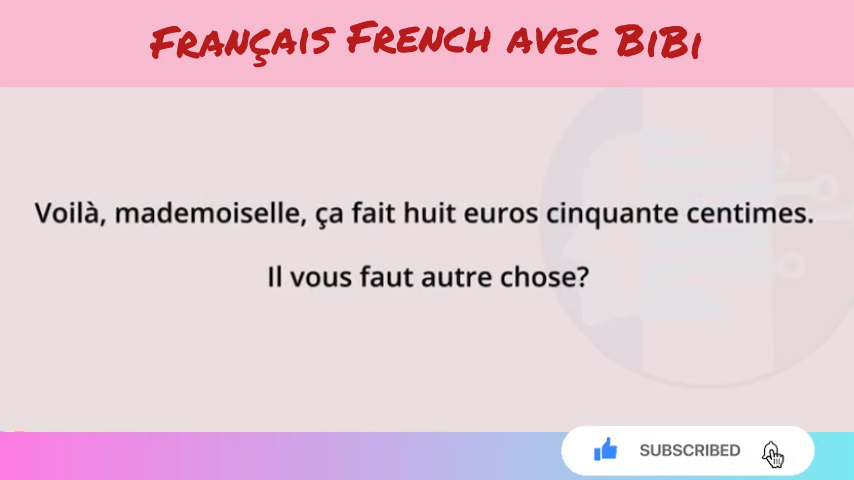 Français French avec BiBi
Voilà, mademoiselle, ça fait huit euros cinquante centimes.
Il vous faut autre chose?
SUBSCRIBED